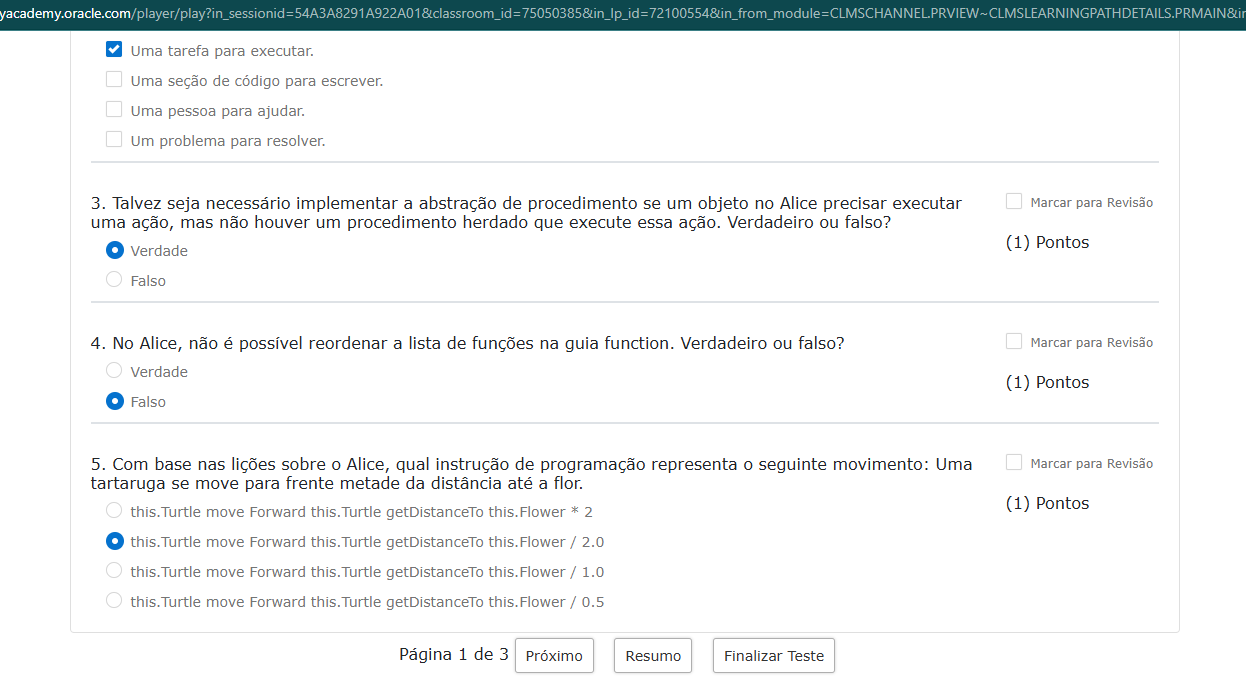 yacademy.oracle.com/player/play?in_sessionid=54A3A8291A922A01&classroom_id=75050385&in_lp_id=72100554&in_from_module=CLMSCHANNEL.PRVIEW~CLMSLEARNINGPATHDETAILS.PRMAIN&in
Uma tarefa para executar.
Uma seção de código para escrever.
Uma pessoa para ajudar.
Um problema para resolver.
3. Talvez seja necessário implementar a abstração de procedimento se um objeto no Alice precisar executar
uma ação, mas não houver um procedimento herdado que execute essa ação. Verdadeiro ou falso?
Marcar para Revisão
(1) Pontos
Verdade
Falso
4. No Alice, não é possível reordenar a lista de funções na guia function. Verdadeiro ou falso?
Marcar para Revisão
(1) Pontos
Verdade
Falso
5. Com base nas lições sobre o Alice, qual instrução de programação representa o seguinte movimento: Uma
tartaruga se move para frente metade da distância até a flor.
Marcar para Revisão
(1) Pontos
this.Turtle move Forward this.Turtle getDistanceTo this.Flower * 2
this.Turtle move Forward this.Turtle getDistanceTo this.Flower / 2.0
this.Turtle move Forward this.Turtle getDistanceTo this.Flower / 1.0
this.Turtle move Forward this.Turtle getDistanceTo this.Flower / 0.5
Página 1 de 3 Próximo Resumo Finalizar Teste